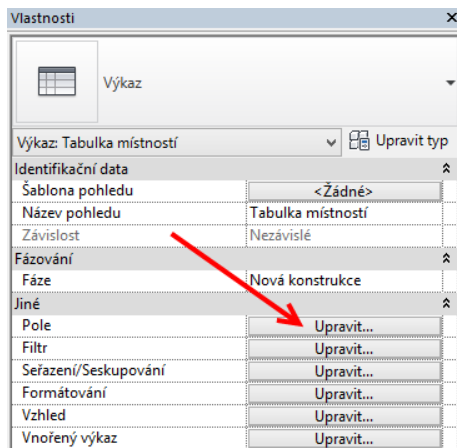 Vlastnosti
Výkaz
Výkaz: Tabulka místností Upravit typ
Identifikační data
Šablona pohledu <Žádné>
Název pohledu Tabulka místností
Závislost Nezávislé
Fázování
Fáze Nová konstrukce
Jiné
Pole Upravit...
Filtr Upravit...
Seřazení/Seskupování Upravit...
Formátování Upravit...
Vzhled Upravit...
Vnořený výkaz Upravit...